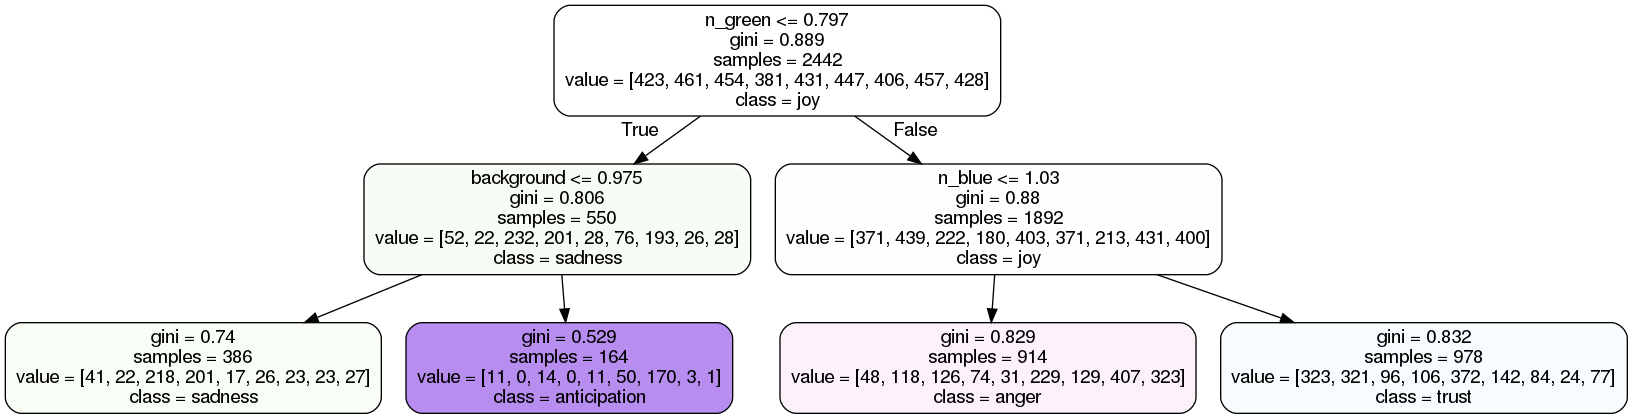 n_green <= 0.797
gini = 0.889
samples = 2442
value = [423, 461, 454, 381, 431, 447, 406, 457, 428]
class = joy
True
False
background <= 0.975
gini = 0.806
samples = 550
value = [52, 22, 232, 201, 28, 76, 193, 26, 28]
class = sadness
n_blue <= 1.03
gini = 0.88
samples = 1892
value = [371, 439, 222, 180, 403, 371, 213, 431, 400]
class = joy
gini = 0.74
samples = 386
value = [41, 22, 218, 201, 17, 26, 23, 23, 27]
class = sadness
gini = 0.529
samples = 164
value = [11, 0, 14, 0, 11, 50, 170, 3, 1]
class = anticipation
gini = 0.829
samples = 914
value = [48, 118, 126, 74, 31, 229, 129, 407, 323]
class = anger
gini = 0.832
samples = 978
value = [323, 321, 96, 106, 372, 142, 84, 24, 77]
class = trust